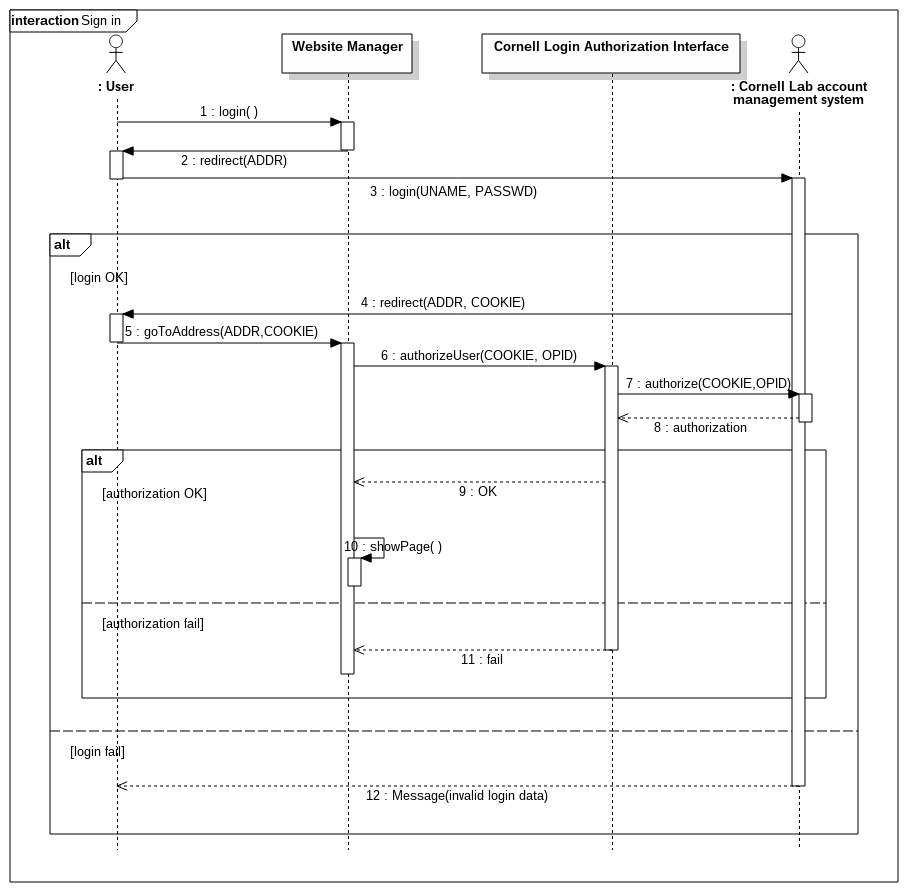 interaction Sign in
Website Manager
Cornell Login Authorization Interface
: User
: Cornell Lab account
management system
1 : login( )
2 : redirect(ADDR)
3 : login(UNAME, PASSWD)
alt
[login OK]
4 : redirect(ADDR, COOKIE)
5 : goToAddress(ADDR,COOKIE)
6 : authorizeUser(COOKIE, OPID)
7 : authorize(COOKIE,OPID)
8 : authorization
alt
[authorization OK]
9 : OK
10 : showPage( )
[authorization fail]
11 : fail
[login fail]
12 : Message(invalid login data)